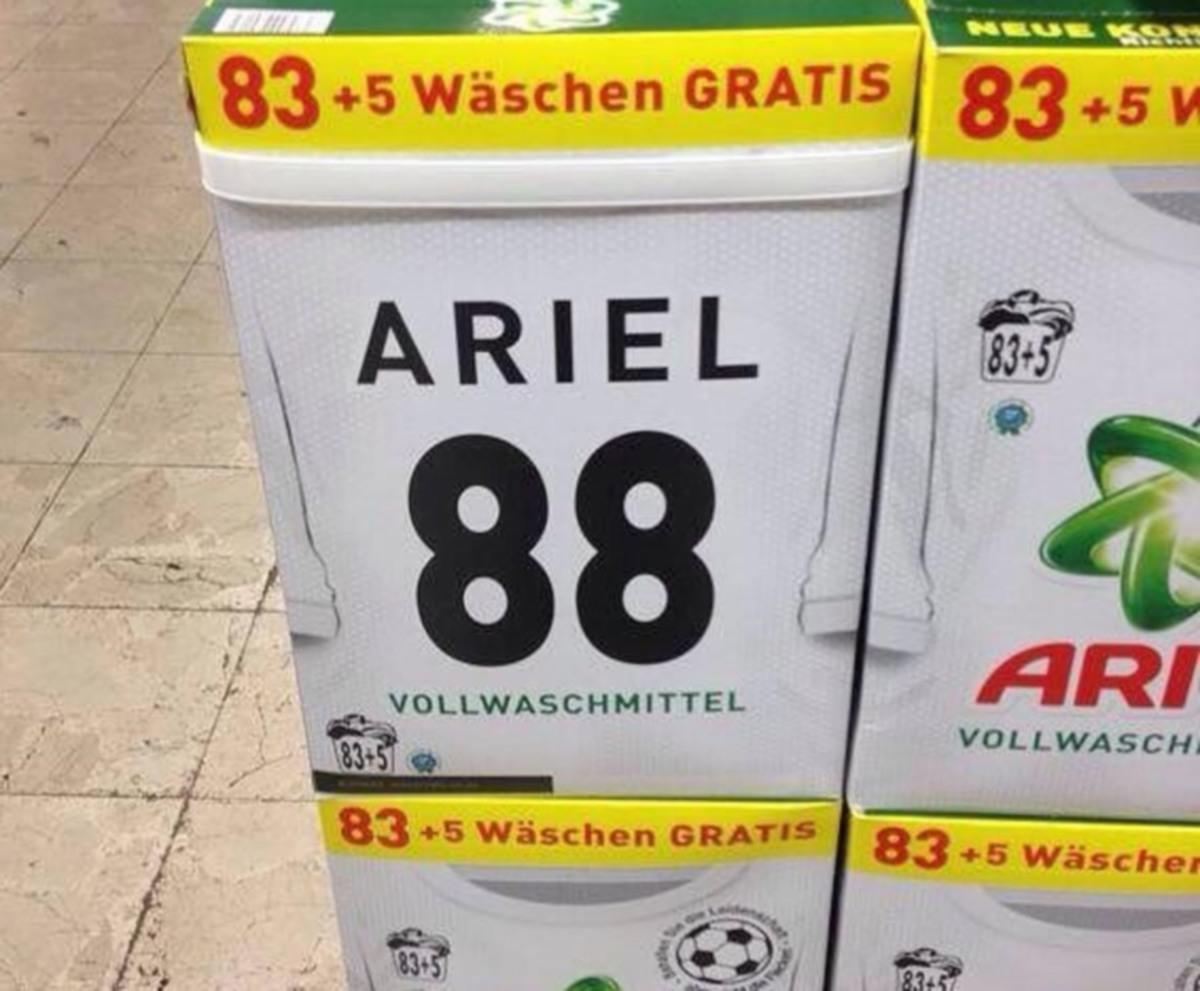 83 +5 Wäschen GRATIS
ARIEL
88
VOLLWASCHMITTEL
83+5
NEUE
83 +5 W
83+5
ARI
VOLLWASCH
83 +5 Wäschen GRATIS
83+5
83 +5 Wäschen
83+5